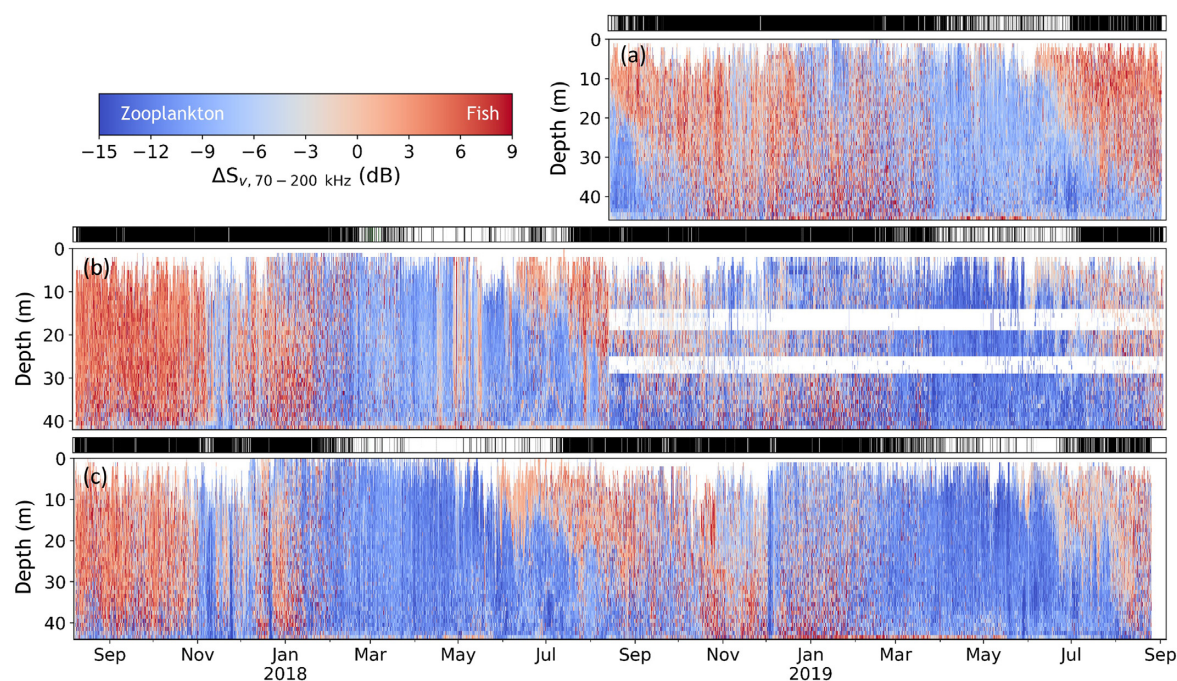 (a)
0
10
20
30
40
Depth (m)
Zooplankton Fish
−15 −12 −9 −6 −3 0 3 6 9
ΔSv, 70−200 kHz (dB)
(b)
0
10
20
30
40
Depth (m)
(c)
0
10
20
30
40
Depth (m)
Sep Nov Jan Mar May Jul Sep Nov Jan Mar May Jul Sep
2018 2019